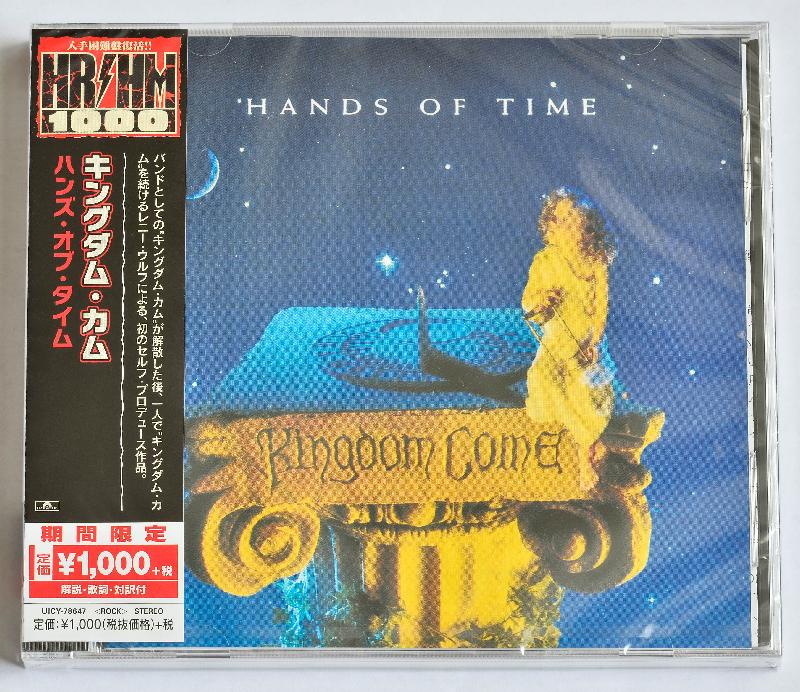 入手困難盤復活!!
HR/HM
1000
キングダム・カム
ハンズ・オブ・タイム
バンドとしての“キングダム・カム”が解散した後、一人で“キングダム・カ
ム”を続けるレニー・ウルフによる、初のセルフ・プロデュース作品。
期間限定
定価 ¥1,000+税
解説・歌詞・対訳付
UICY-78647 <ROCK> STEREO
定価:¥1,000(税抜価格)+税
HANDS OF TIME
Kingdom Come